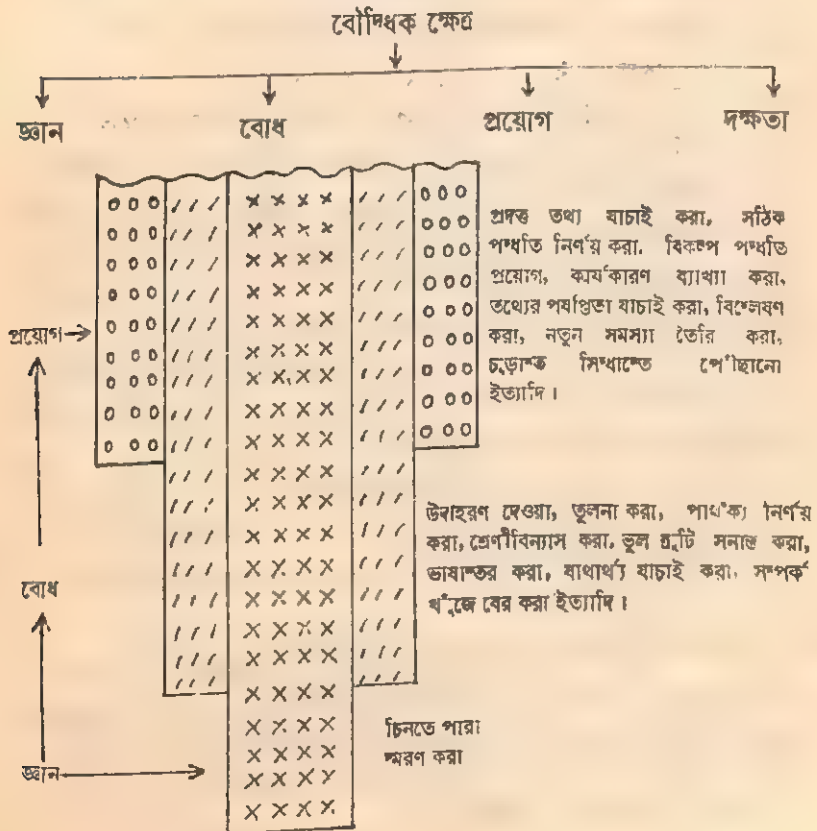 বৌদ্ধিক ক্ষেত্র
জ্ঞান বোধ প্রয়োগ দক্ষতা
প্রদত্ত তথ্য যাচাই করা, সঠিক
পদ্ধতি নির্ণয় করা, বিকল্প পদ্ধতি
প্রয়োগ, কার্যকারণ ব্যাখ্যা করা,
তথ্যের পর্যাপ্ততা যাচাই করা, বিশ্লেষণ
করা, নতুন সমস্যা তৈরি করা,
চূড়ান্ত সিদ্ধান্তে পৌঁছানো
ইত্যাদি।
প্রয়োগ
উদাহরণ দেওয়া, তুলনা করা, পার্থক্য নির্ণয়
করা, শ্রেণীবিন্যাস করা, ভুল ত্রুটি সনাক্ত করা,
ভাষান্তর করা, যাথার্থ্য যাচাই করা, সম্পর্ক
খুঁজে বের করা ইত্যাদি।
বোধ
চিনতে পারা
স্মরণ করা
জ্ঞান